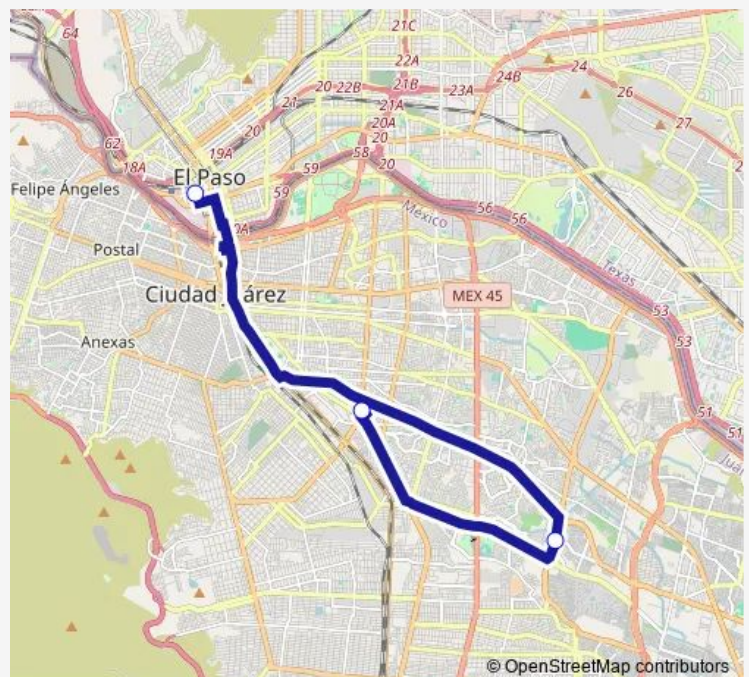 64
21C
22A
24B
24
20
22B
21B
23A
21
26
21A
27
20
20A
62
19A
58
20
18A
59
El Paso
Felipe Ángeles
59
México
56
56
Postal
Texas
Ciudad
árez
MEX 45
53
Anexas
53
51
51
© OpenStreetMap contributors